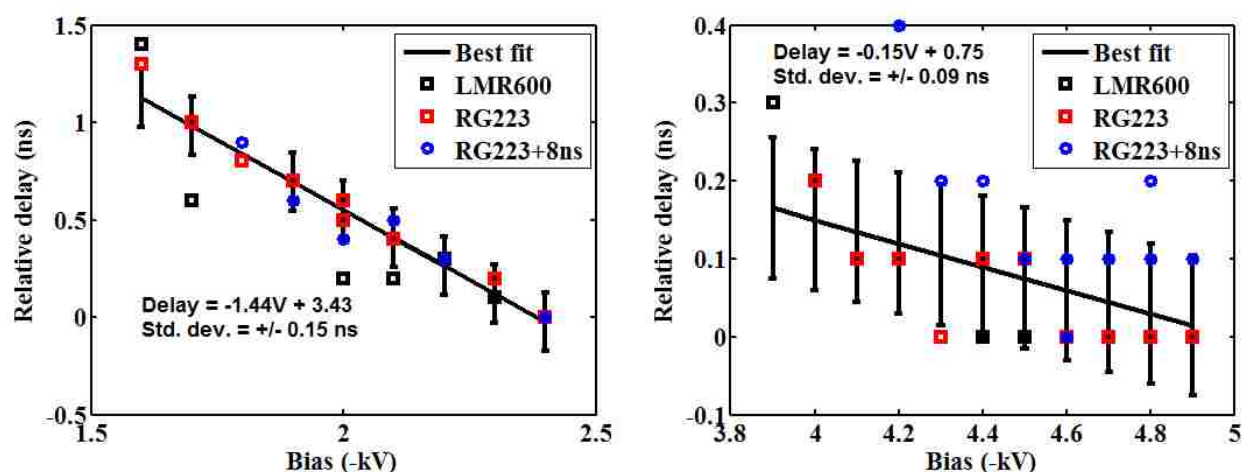 1.5
1
0.5
0
-0.5
1.5
2
2.5
Relative delay (ns)
Bias (-kV)
Best fit
LMR600
RG223
RG223+8ns
Delay = -1.44V + 3.43
Std. dev. = +/- 0.15 ns
0.4
0.3
0.2
0.1
0
-0.1
3.8
4
4.2
4.4
4.6
4.8
5
Relative delay (ns)
Bias (-kV)
Delay = -0.15V + 0.75
Std. dev. = +/- 0.09 ns
Best fit
LMR600
RG223
RG223+8ns